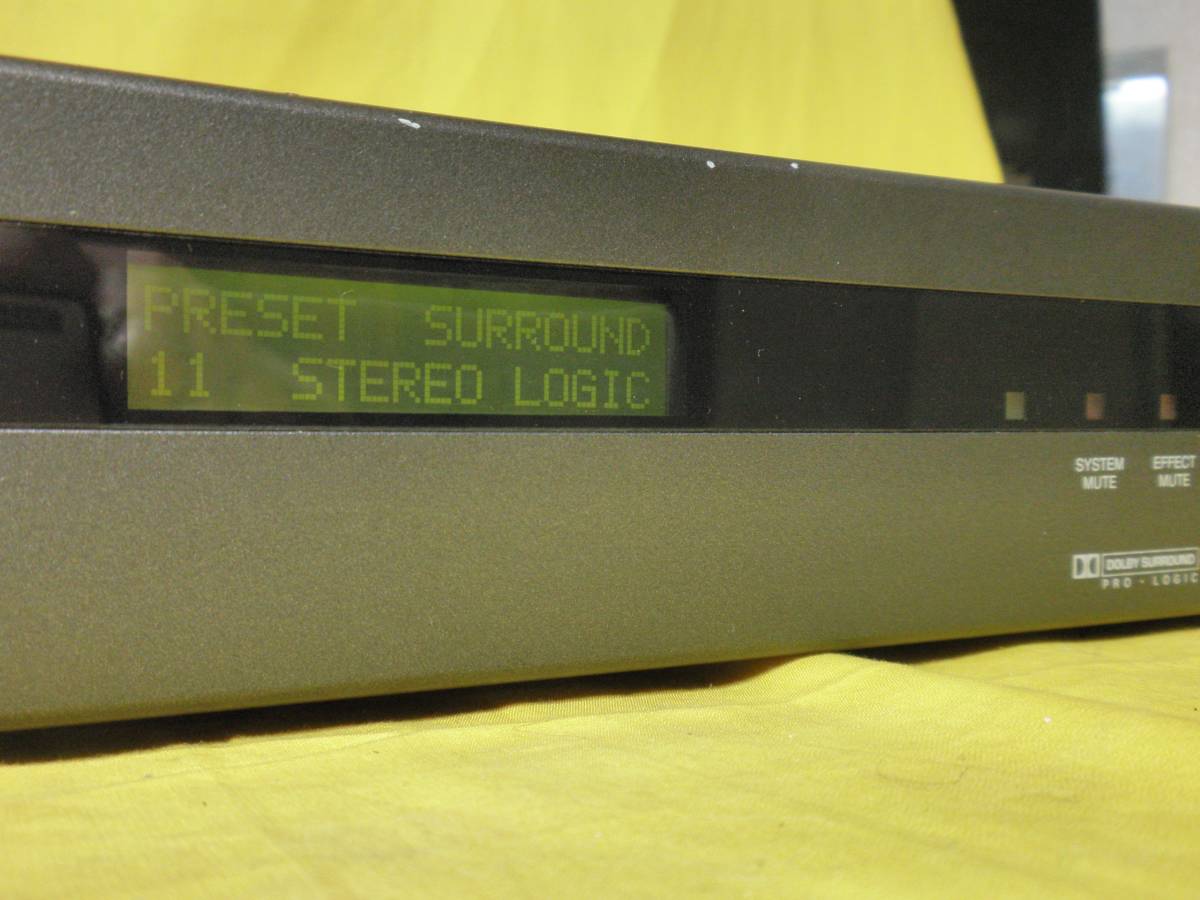 PRESET SURROUND
11 STEREO LOGIC
SYSTEM MUTE
EFFECT MUTE
DOLBY SURROUND
PRO · LOGIC